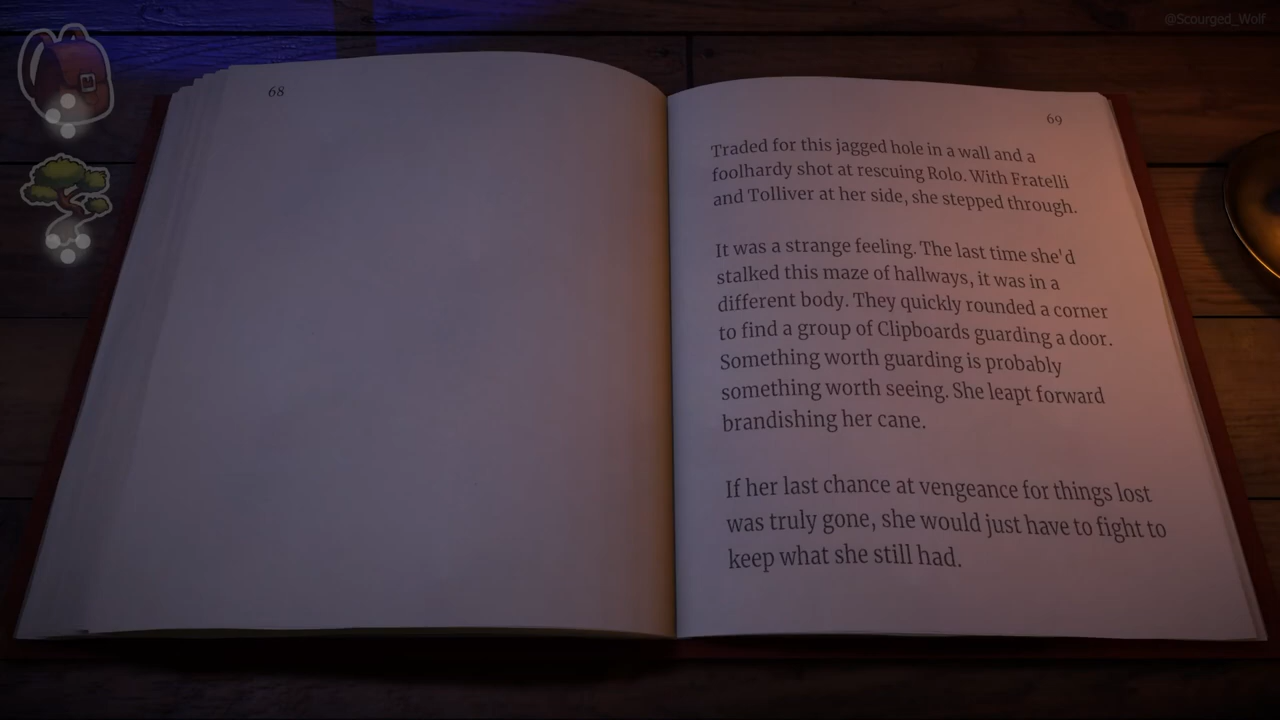 @Scourged_Wolf
68
69
Traded for this jagged hole in a wall and a
foolhardy shot at rescuing Rolo. With Fratelli
and Tolliver at her side, she stepped through.
It was a strange feeling. The last time she'd
stalked this maze of hallways, it was in a
different body. They quickly rounded a corner
to find a group of Clipboards guarding a door.
Something worth guarding is probably
something worth seeing. She leapt forward
brandishing her cane.
If her last chance at vengeance for things lost
was truly gone, she would just have to fight to
keep what she still had.